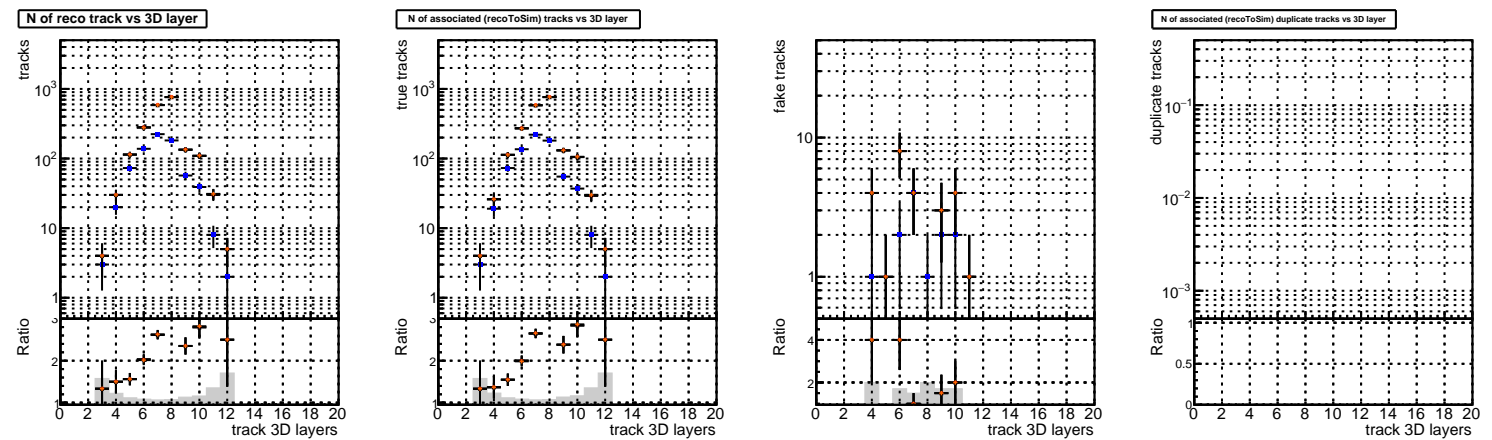 N of reco track vs 3D layer
tracks
10³
10²
10
1
Ratio
3
2
1
0 2 4 6 8 10 12 14 16 18 20
track 3D layers
N of associated (recoToSim) tracks vs 3D layer
true tracks
10³
10²
10
1
Ratio
3
2
1
0 2 4 6 8 10 12 14 16 18 20
track 3D layers
fake tracks
10
1
Ratio
4
2
0 2 4 6 8 10 12 14 16 18 20
track 3D layers
N of associated (recoToSim) duplicate tracks vs 3D layer
duplicate tracks
10⁻¹
10⁻²
10⁻³
Ratio
1
0.5
0
0 2 4 6 8 10 12 14 16 18 20
track 3D layers